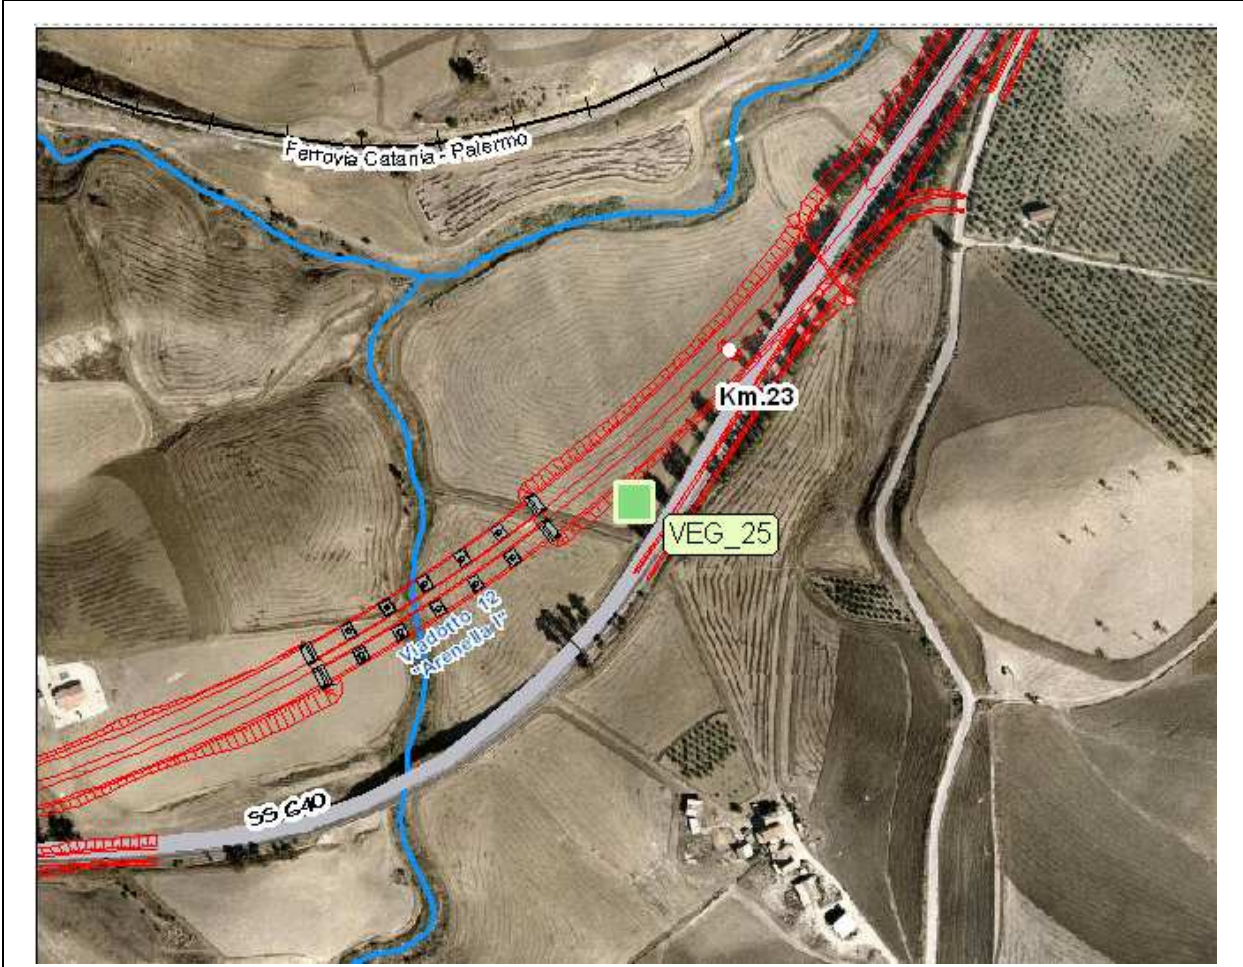 Ferrovia Catania - Palermo
Km.23
VEG_25
Viadotto 12
"Arenella I"
SS 640